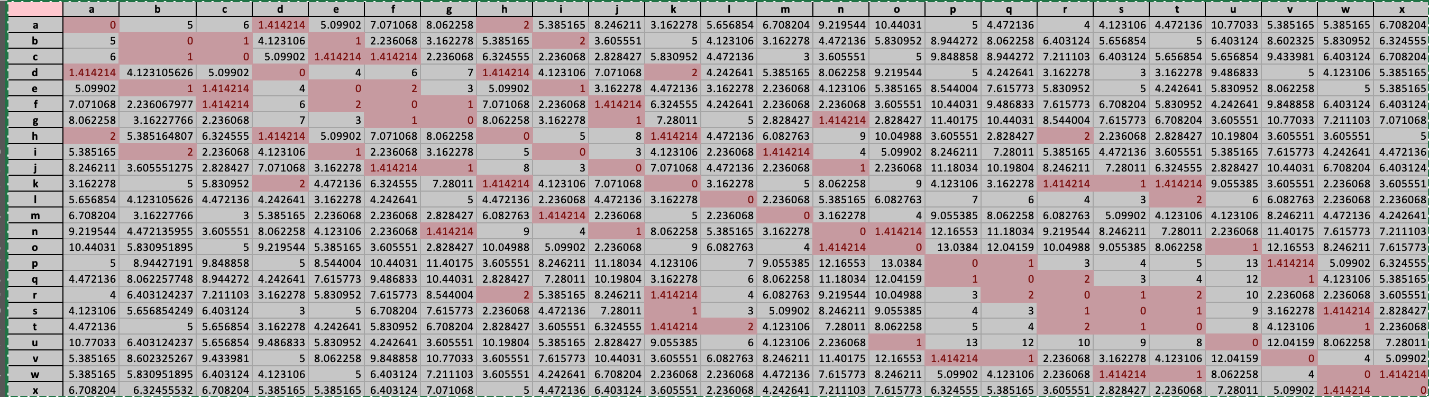 a b c d e f g h i j k l m n o p q r s t u v w x
a 0 5 6 1.414214 5.09902 7.071068 8.062258 2 5.385165 8.246211 3.162278 5.656854 6.708204 9.219544 10.44031 5 4.472136 4 4.123106 4.472136 10.77033 5.385165 5.385165 6.708204
b 5 0 1 4.123106 1 2.236068 3.162278 5.385165 2 3.605551 5 4.123106 3.162278 4.472136 5.830952 8.944272 8.062258 6.403124 5.656854 5 6.403124 8.602325 5.830952 6.324555
c 6 1 0 5.09902 1.414214 1.414214 2.236068 6.324555 2.236068 2.828427 5.830952 4.472136 3 3.605551 5 9.848858 8.944272 7.211103 6.403124 5.656854 5.656854 9.433981 6.403124 6.708204
d 1.414214 4.123105626 5.09902 0 4 6 7 1.414214 4.123106 7.071068 2 4.242641 5.385165 8.062258 9.219544 5 4.242641 3.162278 3 3.162278 9.486833 5 4.123106 5.385165
e 5.09902 1 1.414214 4 0 2 3 5.09902 1 3.162278 4.472136 3.162278 2.236068 4.123106 5.385165 8.544004 7.615773 5.830952 5 4.242641 5.830952 8.062258 5 5.385165
f 7.071068 2.236067977 1.414214 6 2 0 1 7.071068 2.236068 1.414214 6.324555 4.242641 2.236068 2.236068 3.605551 10.44031 9.486833 7.615773 6.708204 5.830952 4.242641 9.848858 6.403124 6.403124
g 8.062258 3.16227766 2.236068 7 3 1 0 8.062258 3.162278 1 7.28011 5 2.828427 1.414214 2.828427 11.40175 10.44031 8.544004 7.615773 6.708204 3.605551 10.77033 7.211103 7.071068
h 2 5.385164807 6.324555 1.414214 5.09902 7.071068 8.062258 0 5 8 1.414214 4.472136 6.082763 9 10.04988 3.605551 2.828427 2 2.236068 2.828427 10.19804 3.605551 3.605551 5
i 5.385165 2 2.236068 4.123106 1 2.236068 3.162278 5 0 3 4.123106 2.236068 1.414214 4 5.09902 8.246211 7.28011 5.385165 4.472136 3.605551 5.385165 7.615773 4.242641 4.472136
j 8.246211 3.605551275 2.828427 7.071068 3.162278 1.414214 1 8 3 0 7.071068 4.472136 2.236068 1 2.236068 11.18034 10.19804 8.246211 7.28011 6.324555 2.828427 10.44031 6.708204 6.403124
k 3.162278 5 5.830952 2 4.472136 6.324555 7.28011 1.414214 4.123106 7.071068 0 3.162278 5 8.062258 9 4.123106 3.162278 1.414214 1 1.414214 9.055385 3.605551 2.236068 3.605551
l 5.656854 4.123105626 4.472136 4.242641 3.162278 4.242641 5 4.472136 2.236068 4.472136 3.162278 0 2.236068 5.385165 6.082763 7 6 4 3 2 6 6.082763 2.236068 2.236068
m 6.708204 3.16227766 3 5.385165 2.236068 2.236068 2.828427 6.082763 1.414214 2.236068 5 2.236068 0 3.162278 4 9.055385 8.062258 6.082763 5.09902 4.123106 4.123106 8.246211 4.472136 4.242641
n 9.219544 4.472135955 3.605551 8.062258 4.123106 2.236068 1.414214 9 4 1 8.062258 5.385165 3.162278 0 1.414214 12.16553 11.18034 9.219544 8.246211 7.28011 2.236068 11.40175 7.615773 7.211103
o 10.44031 5.830951895 5 9.219544 5.385165 3.605551 2.828427 10.04988 5.09902 2.236068 9 6.082763 4 1.414214 0 13.0384 12.04159 10.04988 9.055385 8.062258 1 12.16553 8.246211 7.615773
p 5 8.94427191 9.848858 5 8.544004 10.44031 11.40175 3.605551 8.246211 11.18034 4.123106 7 9.055385 12.16553 13.0384 0 1 3 4 5 13 1.414214 5.09902 6.324555
q 4.472136 8.062257748 8.944272 4.242641 7.615773 9.486833 10.44031 2.828427 7.28011 10.19804 3.162278 6 8.062258 11.18034 12.04159 1 0 2 3 4 12 1 4.123106 5.385165
r 4 6.403124237 7.211103 3.162278 5.830952 7.615773 8.544004 2 5.385165 8.246211 1.414214 4 6.082763 9.219544 10.04988 3 2 0 1 2 10 2.236068 2.236068 3.605551
s 4.123106 5.656854249 6.403124 3 5 6.708204 7.615773 2.236068 4.472136 7.28011 1 3 5.09902 8.246211 9.055385 4 3 1 0 1 9 3.162278 1.414214 2.828427
t 4.472136 5 5.656854 3.162278 4.242641 5.830952 6.708204 2.828427 3.605551 6.324555 1.414214 2 4.123106 7.28011 8.062258 5 4 2 1 0 8 4.123106 1 2.236068
u 10.77033 6.403124237 5.656854 9.486833 5.830952 4.242641 3.605551 10.19804 5.385165 2.828427 9.055385 6 4.123106 2.236068 1 13 12 10 9 8 0 12.04159 8.062258 7.28011
v 5.385165 8.602325267 9.433981 5 8.062258 9.848858 10.77033 3.605551 7.615773 10.44031 3.605551 6.082763 8.246211 11.40175 12.16553 1.414214 1 2.236068 3.162278 4.123106 12.04159 0 4 5.09902
w 5.385165 5.830951895 6.403124 4.123106 5 6.403124 7.211103 3.605551 4.242641 6.708204 2.236068 2.236068 4.472136 7.615773 8.246211 5.09902 4.123106 2.236068 1.414214 1 8.062258 4 0 1.414214
x 6.708204 6.32455532 6.708204 5.385165 5.385165 6.403124 7.071068 5 4.472136 6.403124 3.605551 2.236068 4.242641 7.211103 7.615773 6.324555 5.385165 3.605551 2.828427 2.236068 7.28011 5.09902 1.414214 0